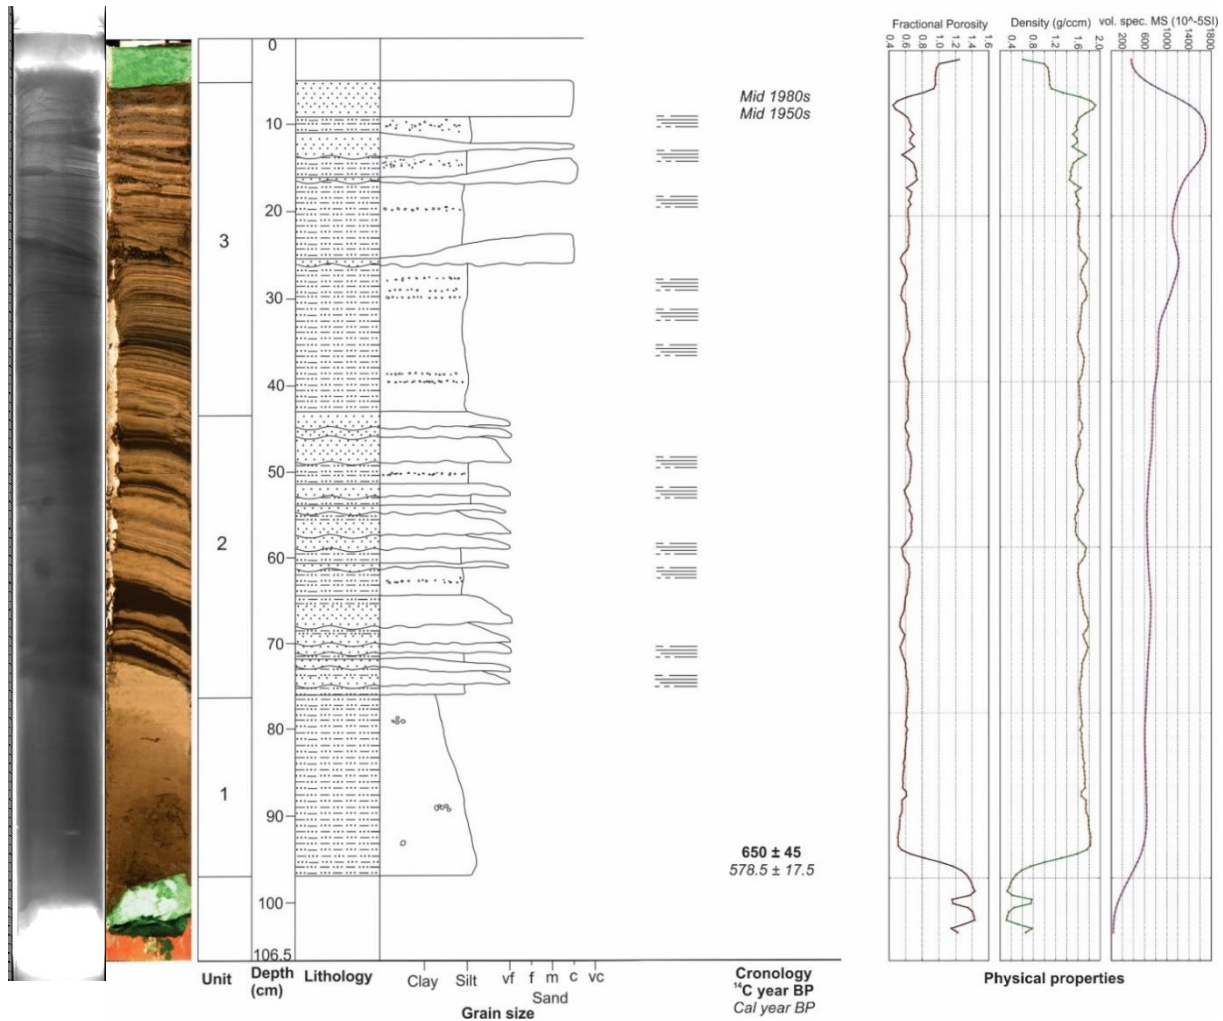 Fractional Porosity
Density (g/ccm)
vol. spec. MS (10^-5SI)
0.4 0.6 0.8 1.0 1.2 1.4 1.6
0.4 0.8 1.2 1.6 2.0
200 600 1000 1400 1800
0
10
20
30
40
50
60
70
80
90
100
106.5
3
2
1
Mid 1980s
Mid 1950s
650 ± 45
578.5 ± 17.5
Unit
Depth
(cm)
Lithology
Clay Silt vf f m c vc
Sand
Grain size
Cronology
¹⁴C year BP
Cal year BP
Physical properties